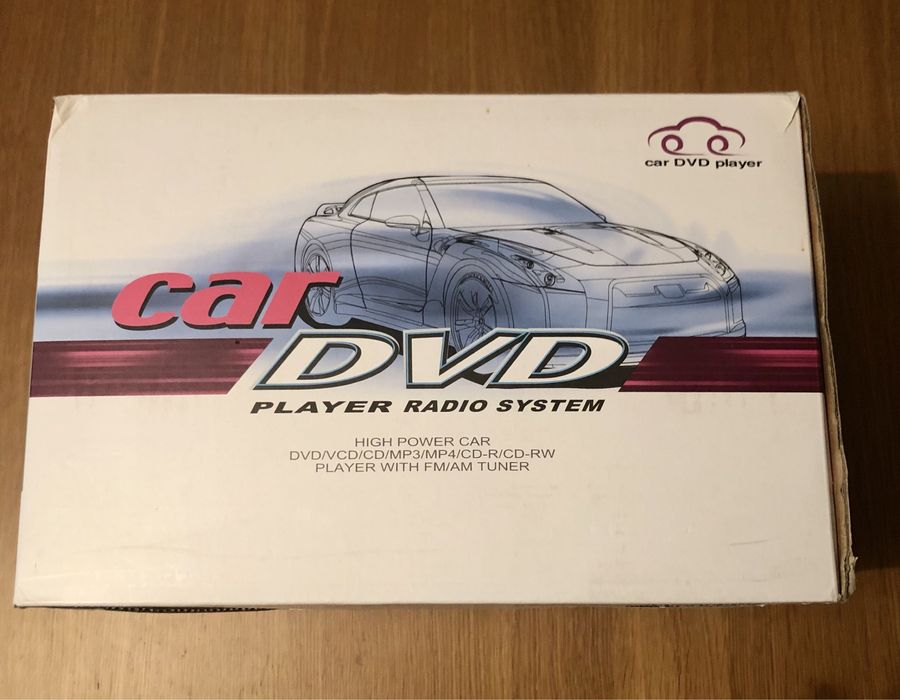 car DVD player
car
DVD
PLAYER RADIO SYSTEM
HIGH POWER CAR
DVD/VCD/CD/MP3/MP4/CD-R/CD-RW
PLAYER WITH FM/AM TUNER